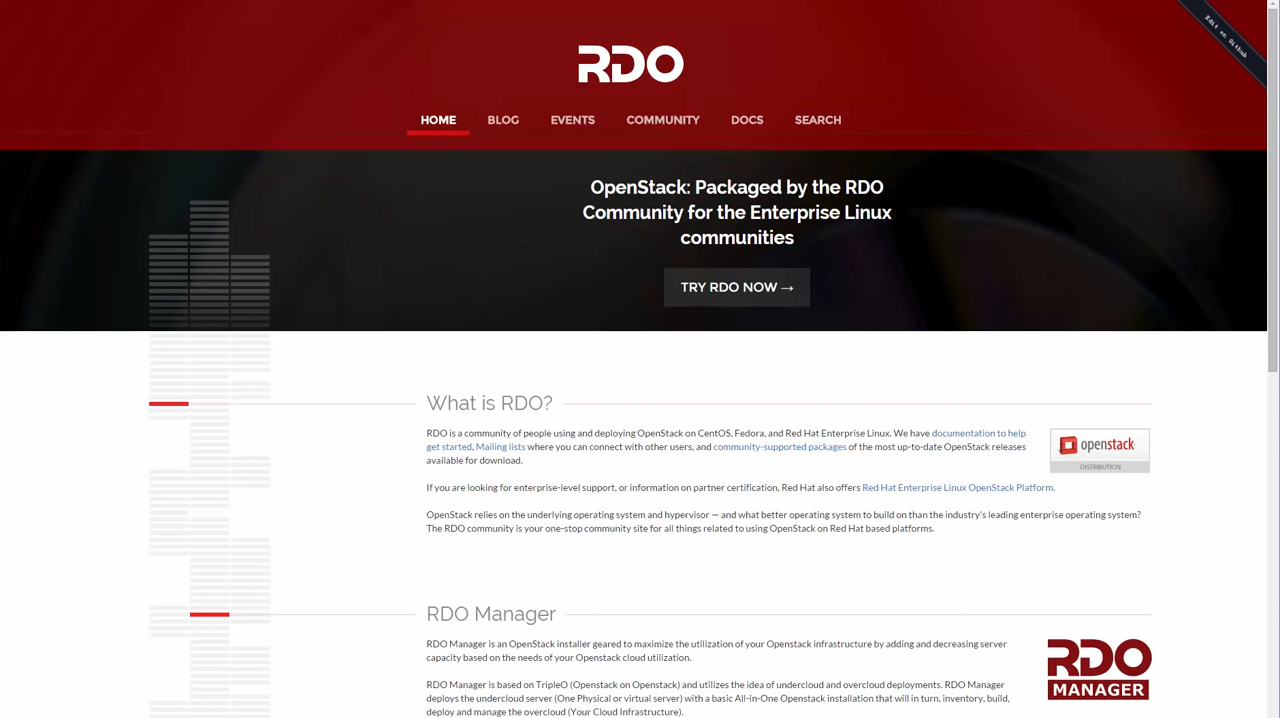 Edit on Github
RDO
HOME BLOG EVENTS COMMUNITY DOCS SEARCH
OpenStack: Packaged by the RDO
Community for the Enterprise Linux
communities
TRY RDO NOW →
What is RDO?
RDO is a community of people using and deploying OpenStack on CentOS, Fedora, and Red Hat Enterprise Linux. We have documentation to help
get started, Mailing lists where you can connect with other users, and community-supported packages of the most up-to-date OpenStack releases
available for download.
openstack
DISTRIBUTION
If you are looking for enterprise-level support, or information on partner certification, Red Hat also offers Red Hat Enterprise Linux OpenStack Platform.
OpenStack relies on the underlying operating system and hypervisor — and what better operating system to build on than the industry's leading enterprise operating system?
The RDO community is your one-stop community site for all things related to using OpenStack on Red Hat based platforms.
RDO Manager
RDO Manager is an OpenStack installer geared to maximize the utilization of your Openstack infrastructure by adding and decreasing server
capacity based on the needs of your Openstack cloud utilization.
RDO Manager is based on TripleO (Openstack on Openstack) and utilizes the idea of undercloud and overcloud deployments. RDO Manager
deploys the undercloud server (One Physical or virtual server) with a basic All-in-One Openstack installation that will in turn, inventory, build,
deploy and manage the overcloud (Your Cloud Infrastructure).
RDO
MANAGER